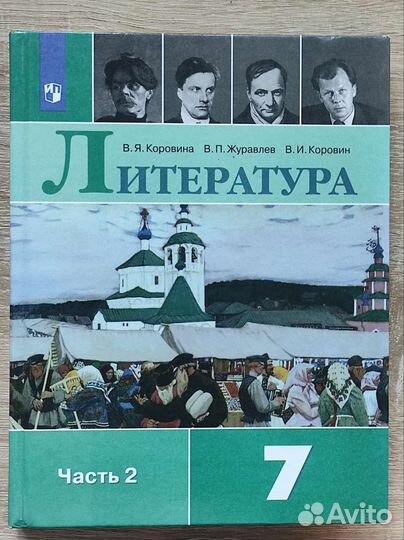 В. Я. Коровина В. П. Журавлев В. И. Коровин
ЛИТЕРАТУРА
Часть 2
7
Avito